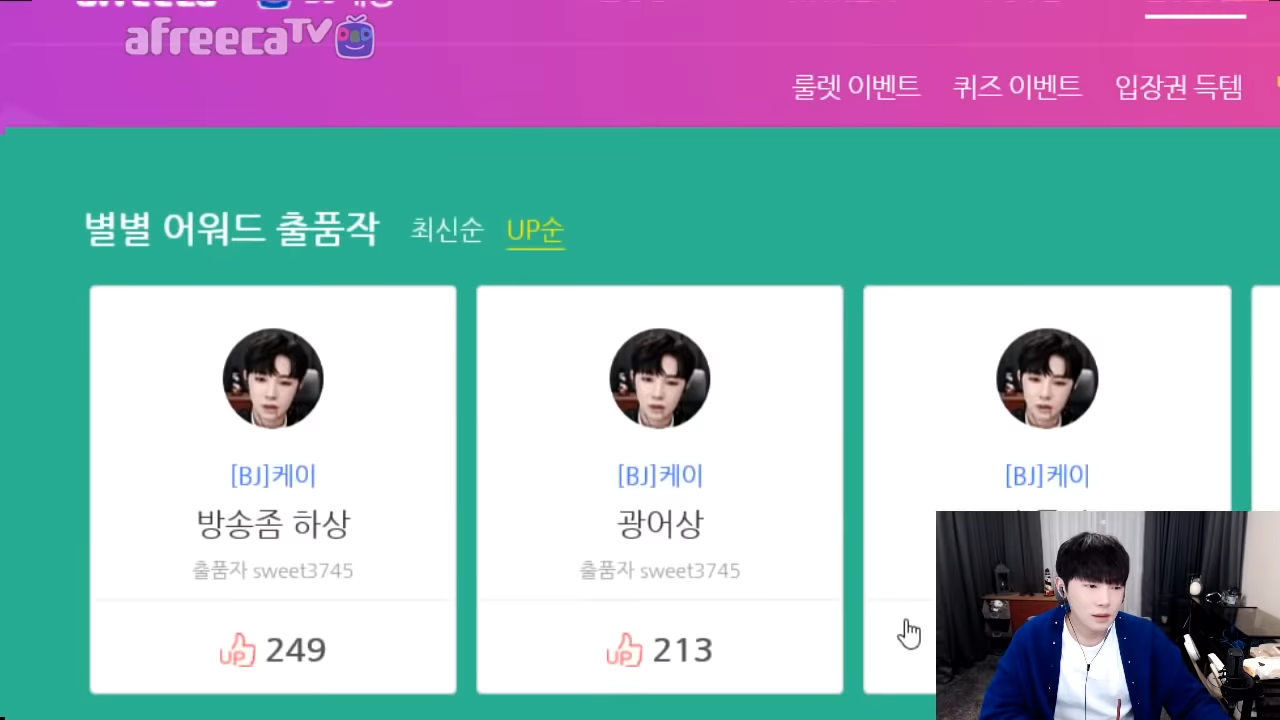 afreecaTV
룰렛 이벤트 퀴즈 이벤트 입장권 득템
별별 어워드 출품작 최신순 UP순
[BJ]케이 [BJ]케이 [BJ]케이
방송좀 하상 광어상
출품자 sweet3745 출품자 sweet3745
UP 249 UP 213